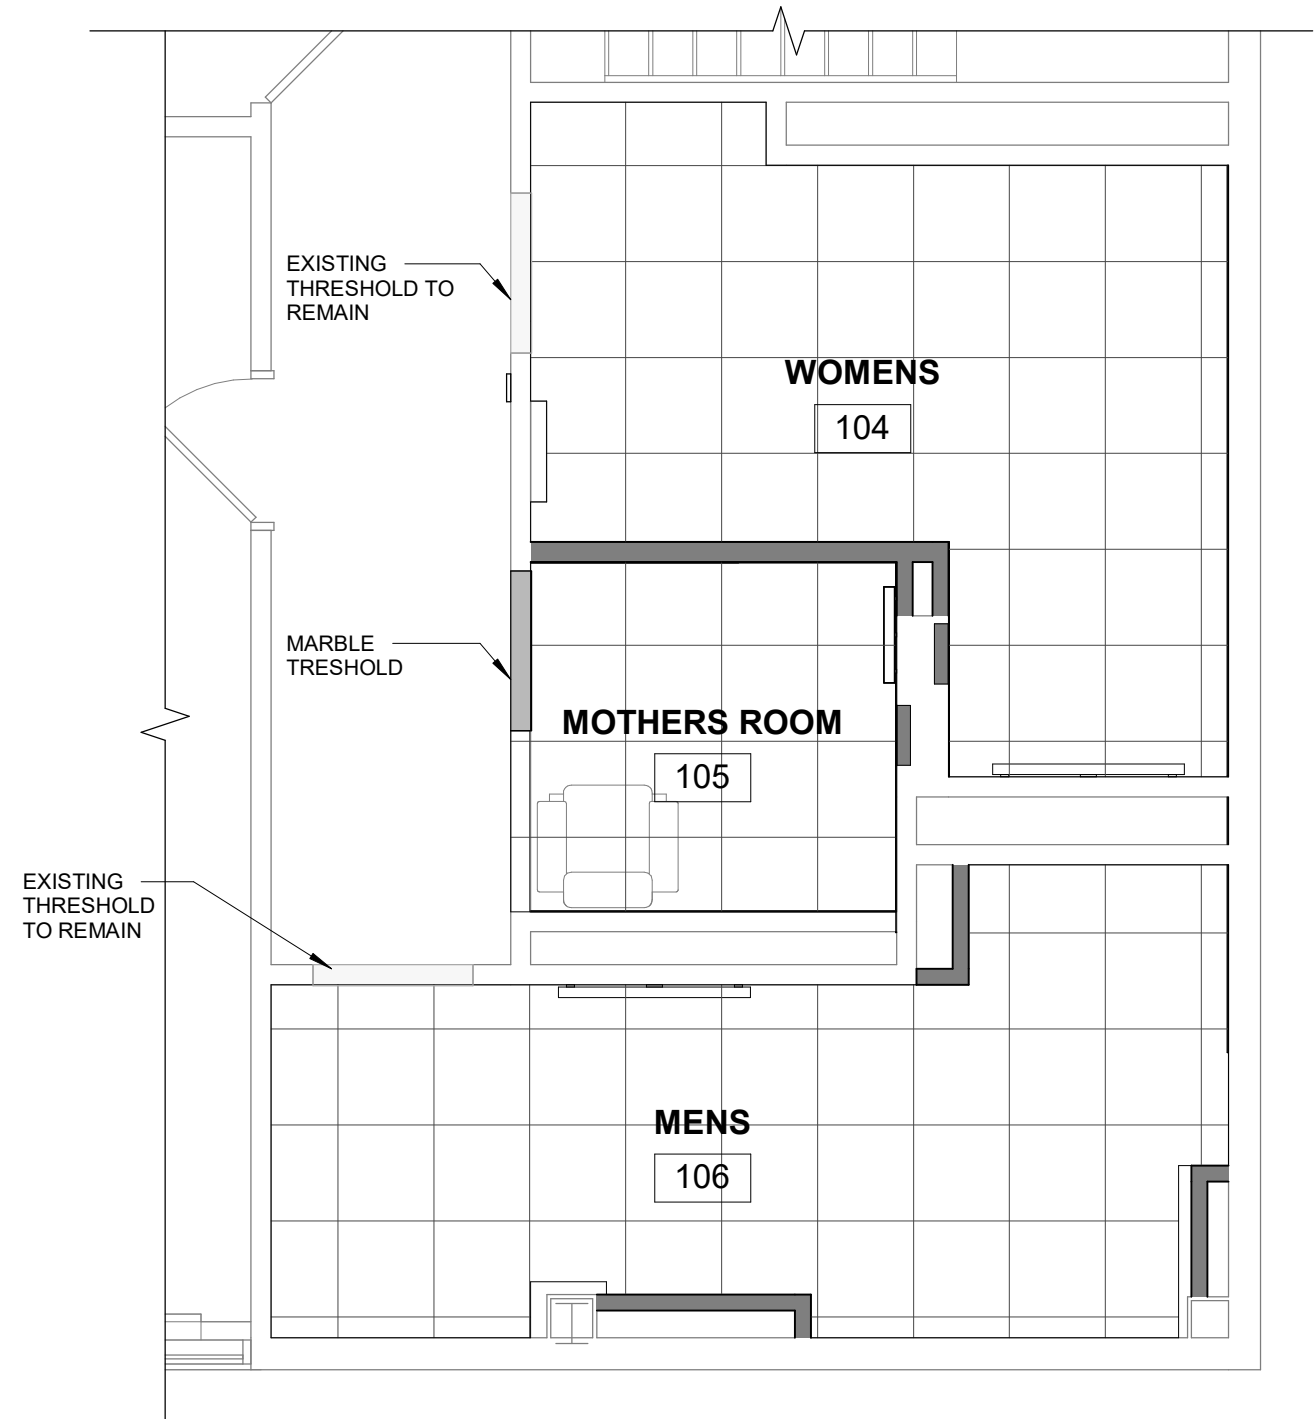 EXISTING
THRESHOLD TO
REMAIN
WOMENS
104
MARBLE
TRESHOLD
MOTHERS ROOM
105
EXISTING
THRESHOLD
TO REMAIN
MENS
106